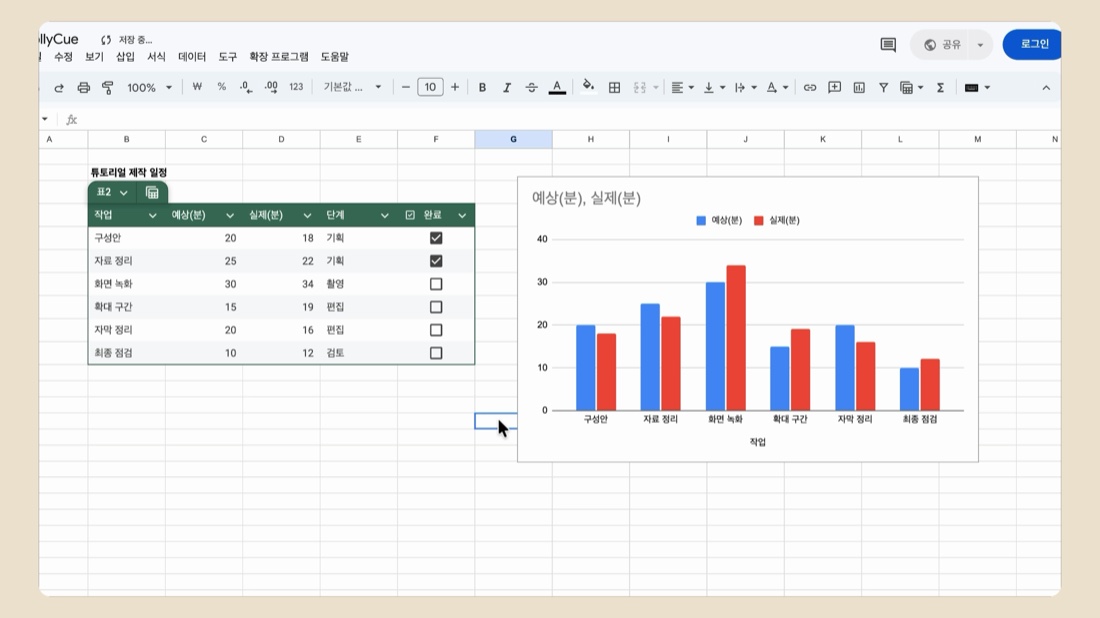 llyCue 저장 중...
수정 보기 삽입 서식 데이터 도구 확장 프로그램 도움말
공유
로그인
100% ₩ % .0 .00 123 기본값 ... 10 B I A Σ
fx
A B C D E F G H I J K L M N
튜토리얼 제작 일정
표2
작업 예상(분) 실제(분) 단계 완료
구성안 20 18 기획
자료 정리 25 22 기획
화면 녹화 30 34 촬영
확대 구간 15 19 편집
자막 정리 20 16 편집
최종 점검 10 12 검토
예상(분), 실제(분)
예상(분) 실제(분)
40
30
20
10
0
구성안 자료 정리 화면 녹화 확대 구간 자막 정리 최종 점검
작업